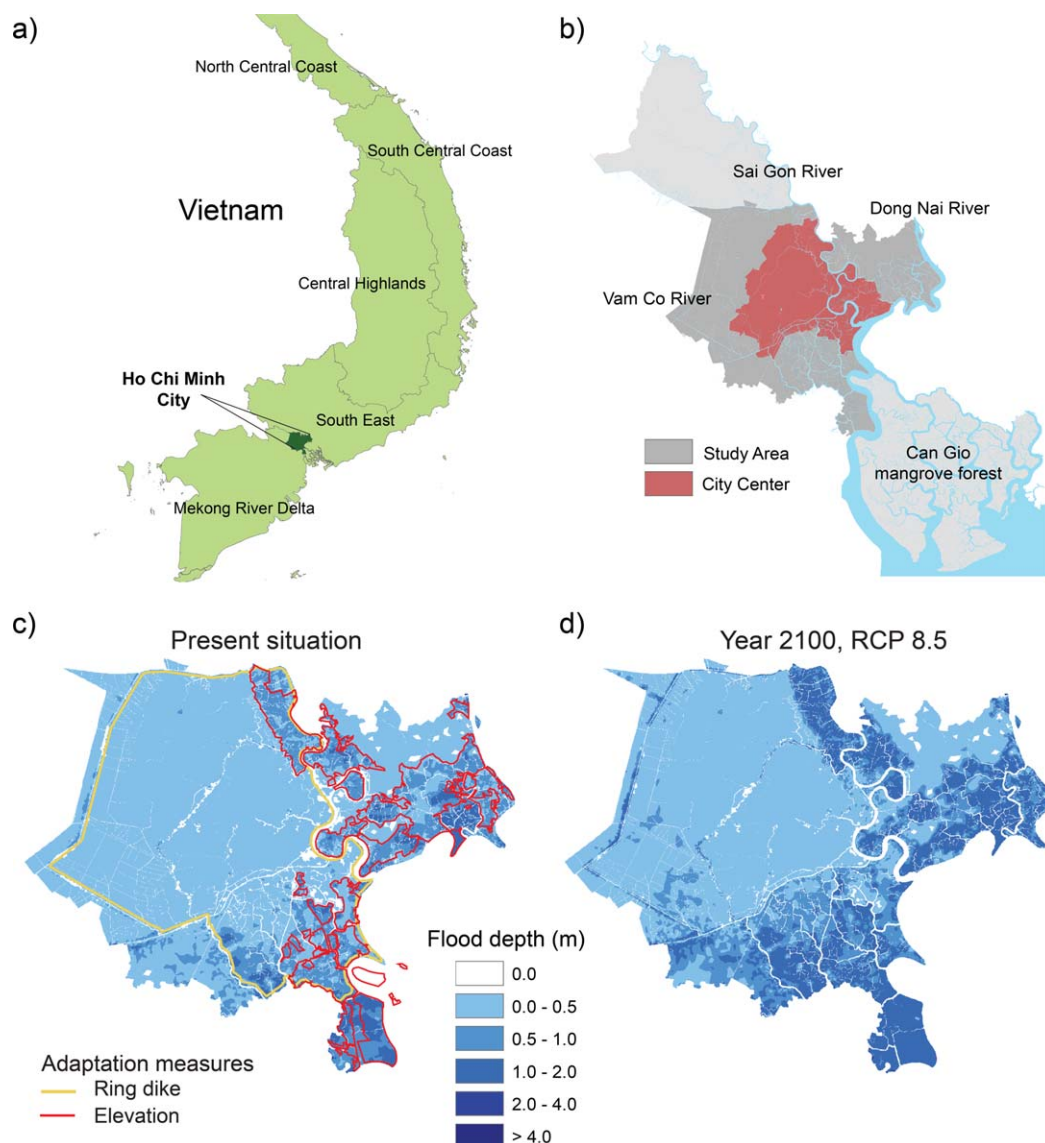 a)
North Central Coast
South Central Coast
Vietnam
Central Highlands
Ho Chi Minh
City
South East
Mekong River Delta
b)
Sai Gon River
Dong Nai River
Vam Co River
Study Area
City Center
Can Gio
mangrove forest
c)
Present situation
Adaptation measures
Ring dike
Elevation
Flood depth (m)
0.0
0.0 - 0.5
0.5 - 1.0
1.0 - 2.0
2.0 - 4.0
> 4.0
d)
Year 2100, RCP 8.5